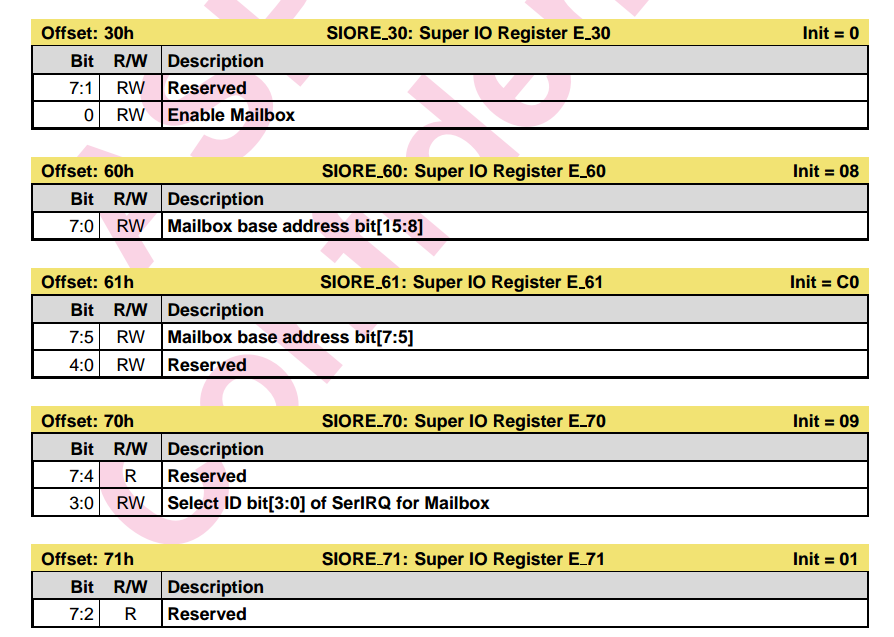 Offset: 30h SIORE_30: Super IO Register E_30 Init = 0
Bit R/W Description
7:1 RW Reserved
0 RW Enable Mailbox
Offset: 60h SIORE_60: Super IO Register E_60 Init = 08
Bit R/W Description
7:0 RW Mailbox base address bit[15:8]
Offset: 61h SIORE_61: Super IO Register E_61 Init = C0
Bit R/W Description
7:5 RW Mailbox base address bit[7:5]
4:0 RW Reserved
Offset: 70h SIORE_70: Super IO Register E_70 Init = 09
Bit R/W Description
7:4 R Reserved
3:0 RW Select ID bit[3:0] of SerIRQ for Mailbox
Offset: 71h SIORE_71: Super IO Register E_71 Init = 01
Bit R/W Description
7:2 R Reserved